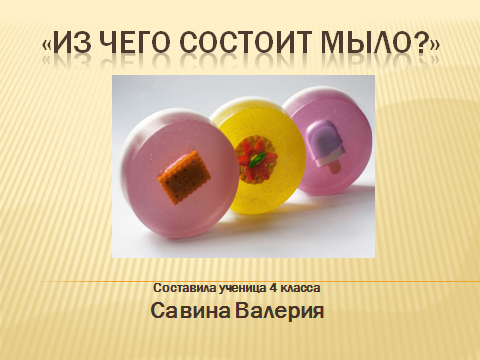 «ИЗ ЧЕГО СОСТОИТ МЫЛО?»
Составила ученица 4 класса
Савина Валерия